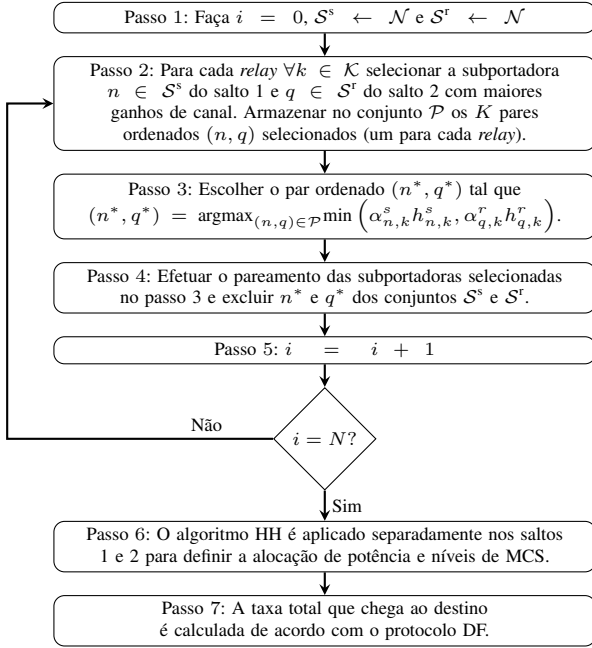 Passo 1: Faça i = 0, 𝒮ˢ ← 𝒩 e 𝒮ʳ ← 𝒩
Passo 2: Para cada relay ∀k ∈ 𝒦 selecionar a subportadora
n ∈ 𝒮ˢ do salto 1 e q ∈ 𝒮ʳ do salto 2 com maiores
ganhos de canal. Armazenar no conjunto 𝒫 os K pares
ordenados (n, q) selecionados (um para cada relay).
Passo 3: Escolher o par ordenado (n*, q*) tal que
(n*, q*) = argmax_{(n,q)∈𝒫} min (α^s_{n,k} h^s_{n,k}, α^r_{q,k} h^r_{q,k}).
Passo 4: Efetuar o pareamento das subportadoras selecionadas
no passo 3 e excluir n* e q* dos conjuntos 𝒮ˢ e 𝒮ʳ.
Passo 5: i = i + 1
Não
i = N?
Sim
Passo 6: O algoritmo HH é aplicado separadamente nos saltos
1 e 2 para definir a alocação de potência e níveis de MCS.
Passo 7: A taxa total que chega ao destino
é calculada de acordo com o protocolo DF.